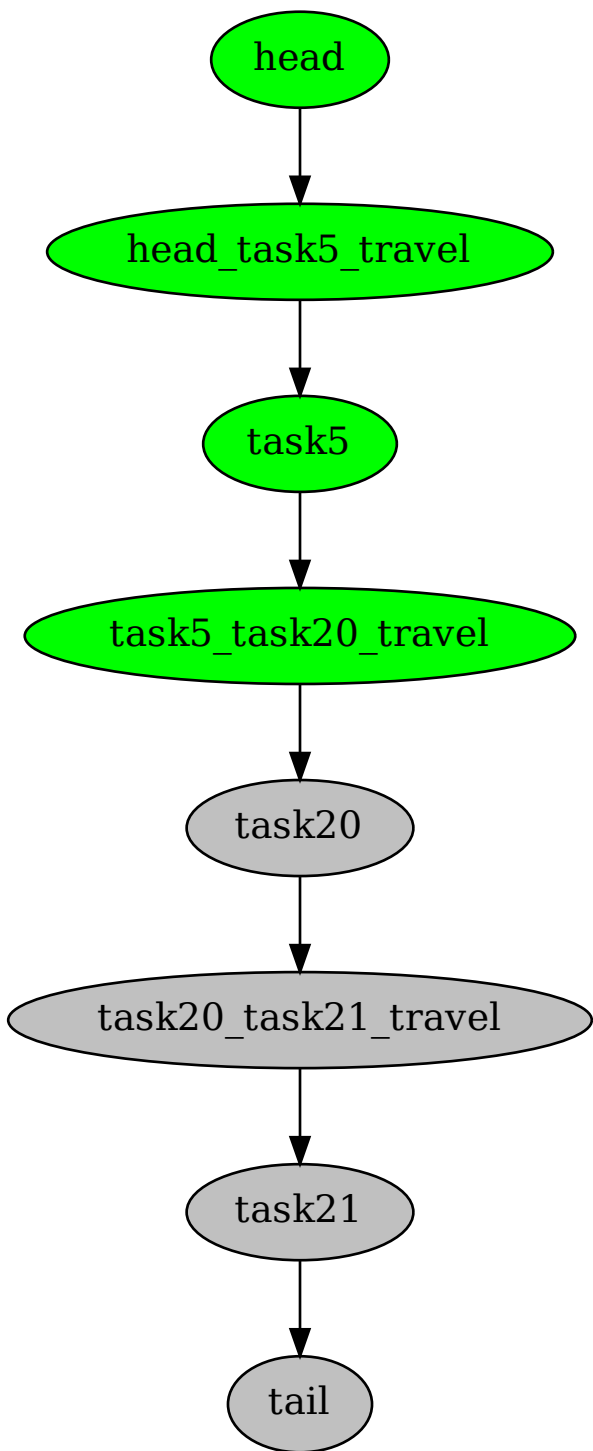 head
head_task5_travel
task5
task5_task20_travel
task20
task20_task21_travel
task21
tail